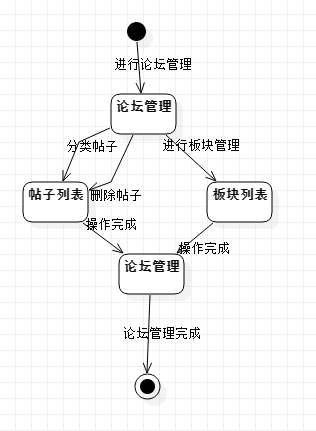 进行论坛管理
论坛管理
分类帖子
进行板块管理
删除帖子
帖子列表
板块列表
操作完成
操作完成
论坛管理
论坛管理完成